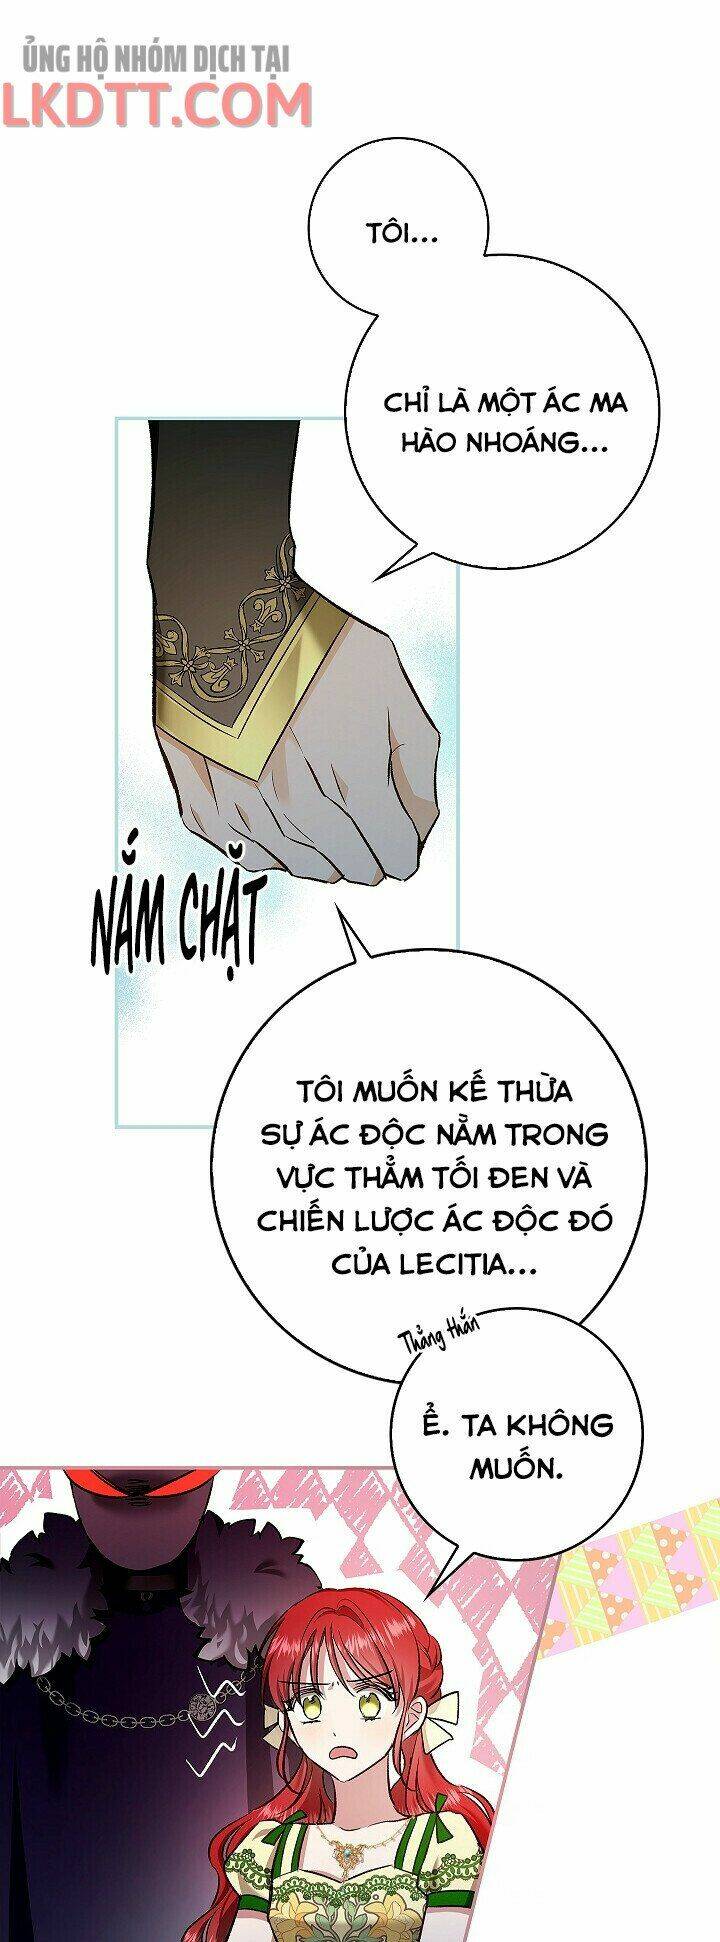 ỦNG HỘ NHÓM DỊCH TẠI
LKDTT.COM
TÔI...
CHỈ LÀ MỘT ÁC MA
HÀO NHOÁNG...
NẮM CHẶT
TÔI MUỐN KẾ THỪA
SỰ ÁC ĐỘC NẰM TRONG
VỰC THẲM TỐI ĐEN VÀ
CHIẾN LƯỢC ÁC ĐỘC ĐÓ
CỦA LECITIA...
Thẳng thắn
Ể. TA KHÔNG
MUỐN.